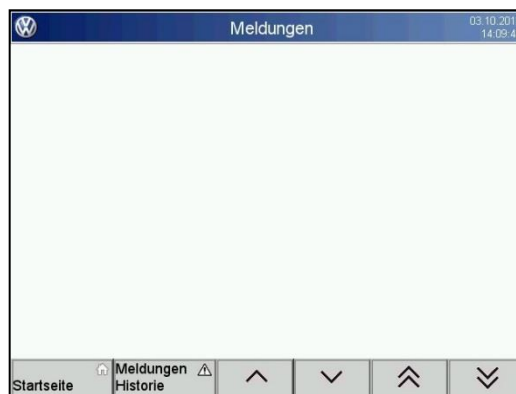 Meldungen
03.10.201
14:09:4
Startseite
Meldungen
Historie